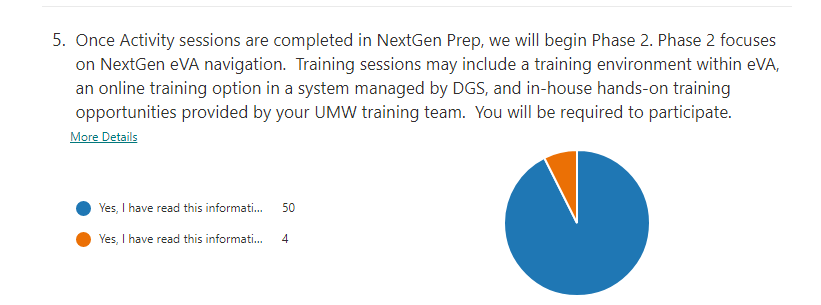 5. Once Activity sessions are completed in NextGen Prep, we will begin Phase 2. Phase 2 focuses
on NextGen eVA navigation.  Training sessions may include a training environment within eVA,
an online training option in a system managed by DGS, and in-house hands-on training
opportunities provided by your UMW training team.  You will be required to participate.
More Details
Yes, I have read this informati... 50
Yes, I have read this informati... 4